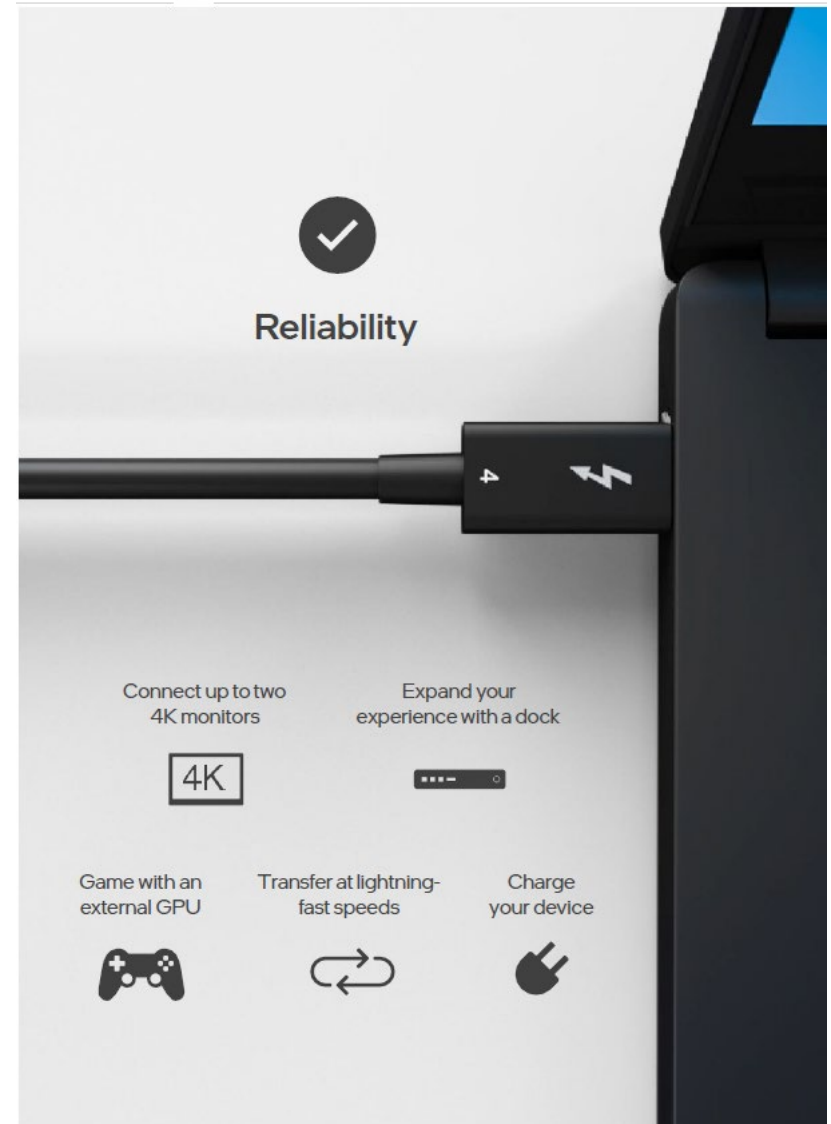 Reliability
4
Connect up to two
4K monitors
Expand your
experience with a dock
4K
Game with an
external GPU
Transfer at lightning-
fast speeds
Charge
your device